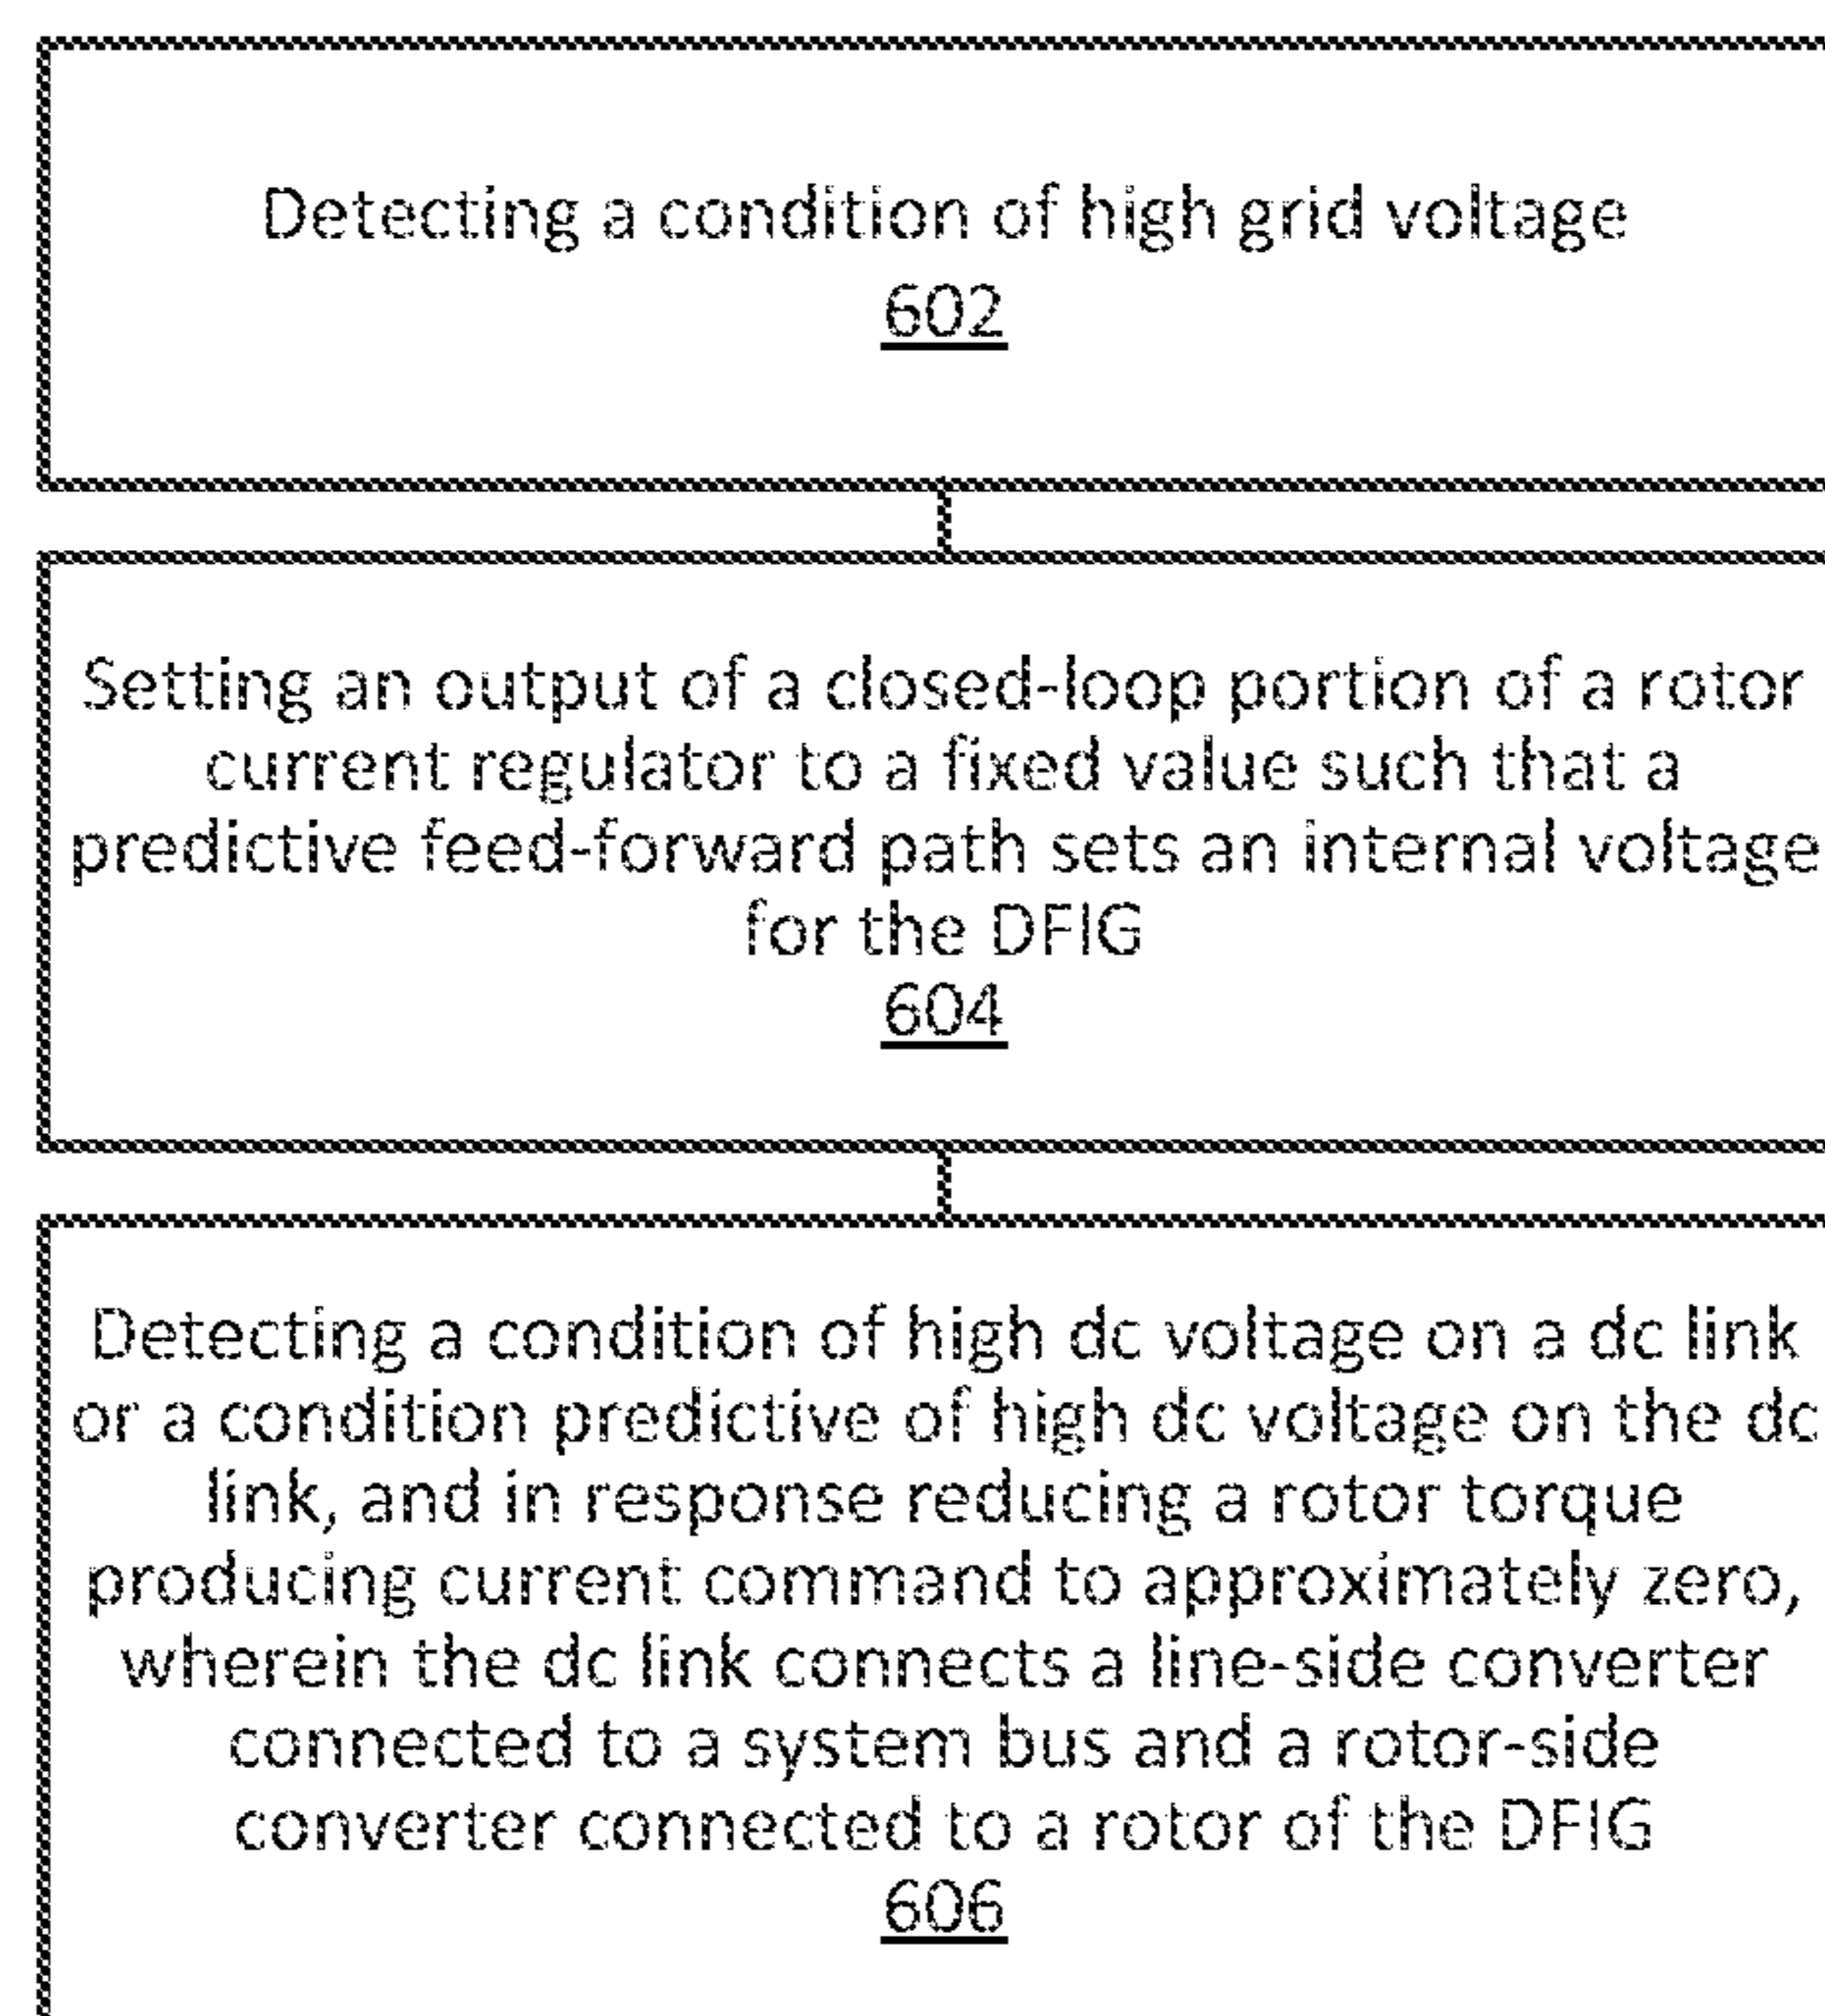 Detecting a condition of high grid voltage
602
Setting an output of a closed-loop portion of a rotor
current regulator to a fixed value such that a
predictive feed-forward path sets an internal voltage
for the DFIG
604
Detecting a condition of high dc voltage on a dc link
or a condition predictive of high dc voltage on the dc
link, and in response reducing a rotor torque
producing current command to approximately zero,
wherein the dc link connects a line-side converter
connected to a system bus and a rotor-side
converter connected to a rotor of the DFIG
606